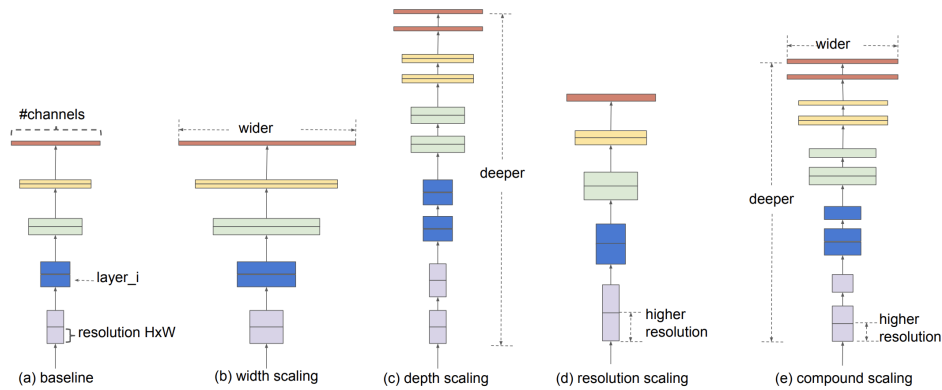 #channels
layer_i
resolution HxW
(a) baseline
wider
(b) width scaling
deeper
(c) depth scaling
higher
resolution
(d) resolution scaling
wider
deeper
higher
resolution
(e) compound scaling